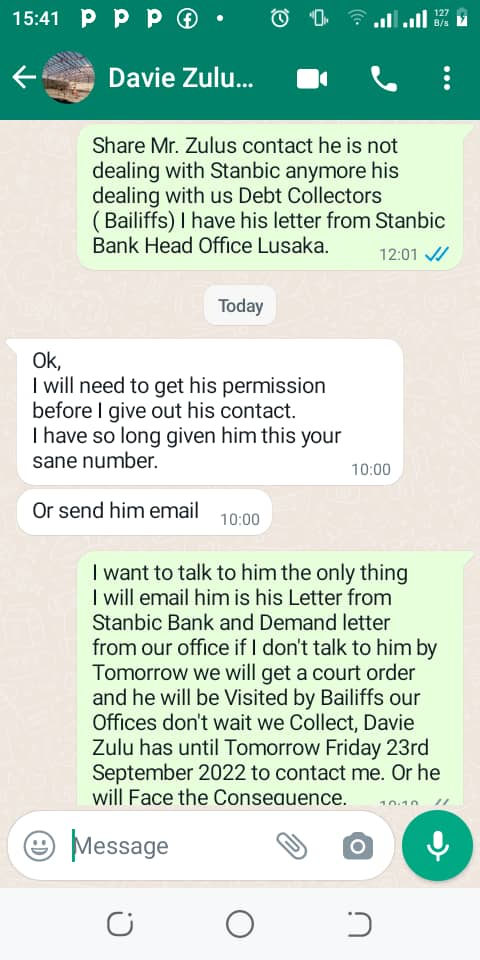 15:41 P P P 127 B/s
Davie Zulu...
Share Mr. Zulus contact he is not
dealing with Stanbic anymore his
dealing with us Debt Collectors
( Bailiffs) I have his letter from Stanbic
Bank Head Office Lusaka.
12:01
Today
Ok,
I will need to get his permission
before I give out his contact.
I have so long given him this your
sane number.
10:00
Or send him email
10:00
I want to talk to him the only thing
I will email him is his Letter from
Stanbic Bank and Demand letter
from our office if I don't talk to him by
Tomorrow we will get a court order
and he will be Visited by Bailiffs our
Offices don't wait we Collect, Davie
Zulu has until Tomorrow Friday 23rd
September 2022 to contact me. Or he
will Face the Consequence.
Message